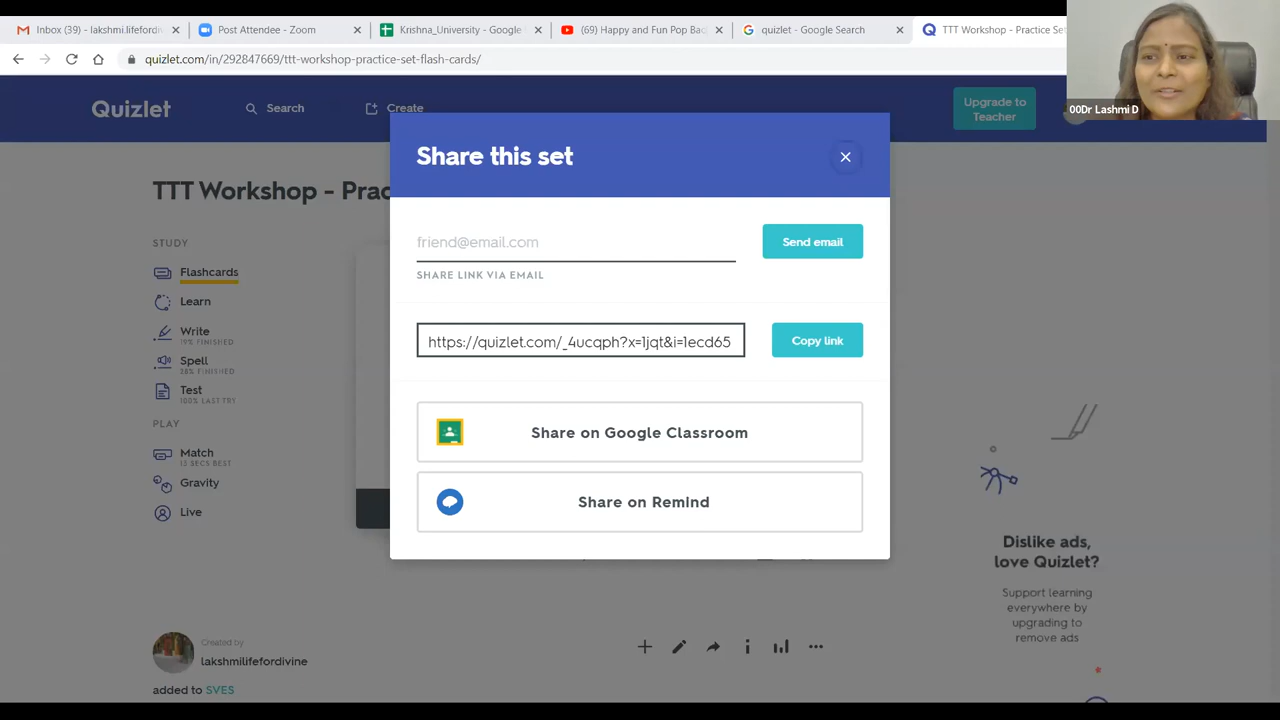 Inbox (39) - lakshmi.lifefordiv
Post Attendee - Zoom
Krishna_University - Google
(69) Happy and Fun Pop Bac
quizlet - Google Search
TTT Workshop - Practice Set
quizlet.com/in/292847669/ttt-workshop-practice-set-flash-cards/
00Dr Lashmi D
Quizlet
Search
Create
Upgrade to
Teacher
Share this set
TTT Workshop - Prac
friend@email.com
Send email
SHARE LINK VIA EMAIL
STUDY
Flashcards
Learn
Write
19% FINISHED
https://quizlet.com/_4ucqph?x=1jqt&i=1ecd65
Copy link
Spell
28% FINISHED
Test
100% LAST TRY
PLAY
Match
13 SECS BEST
Gravity
Live
Share on Google Classroom
Share on Remind
Dislike ads,
love Quizlet?
Support learning
everywhere by
upgrading to
remove ads
Created by
lakshmilifefordivine
added to SVES